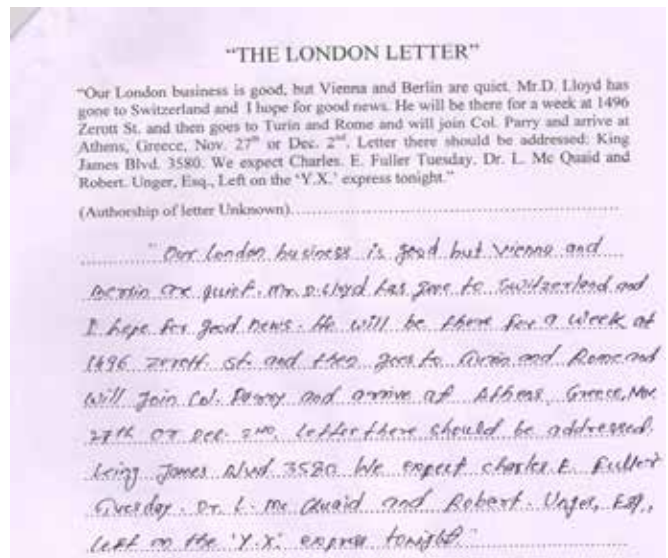 "THE LONDON LETTER"
"Our London business is good, but Vienna and Berlin are quiet. Mr.D. Lloyd has
gone to Switzerland and I hope for good news. He will be there for a week at 1496
Zerott St. and then goes to Turin and Rome and will join Col. Parry and arrive at
Athens, Greece, Nov. 27th or Dec. 2nd. Letter there should be addressed: King
James Blvd. 3580. We expect Charles. E. Fuller Tuesday. Dr. L. Mc Quaid and
Robert. Unger, Esq., Left on the 'Y.X.' express tonight."
(Authorship of letter Unknown)
"Our London business is good but Vienna and
Berlin are quiet. Mr. D. Lloyd has gone to Switzerland and
I hope for good news. He will be there for a week at
1496 Zerott. St. and then goes to Turin and Rome and
will Join Col. Parry and arrive at Athens, Greece, Nov.
27th or Dec. 2nd. Letter there should be addressed.
King James Blvd 3580 We expect Charles E. Fuller
Tuesday. Dr. L. Mc Quaid and Robert. Unger, Esq.,
left on the 'Y.X.' express tonight."